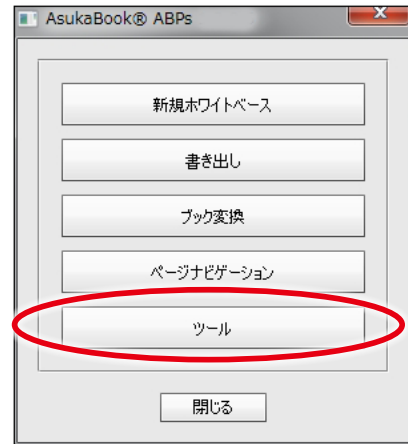 AsukaBook® ABPs
新規ホワイトベース
書き出し
ブック変換
ページナビゲーション
ツール
閉じる